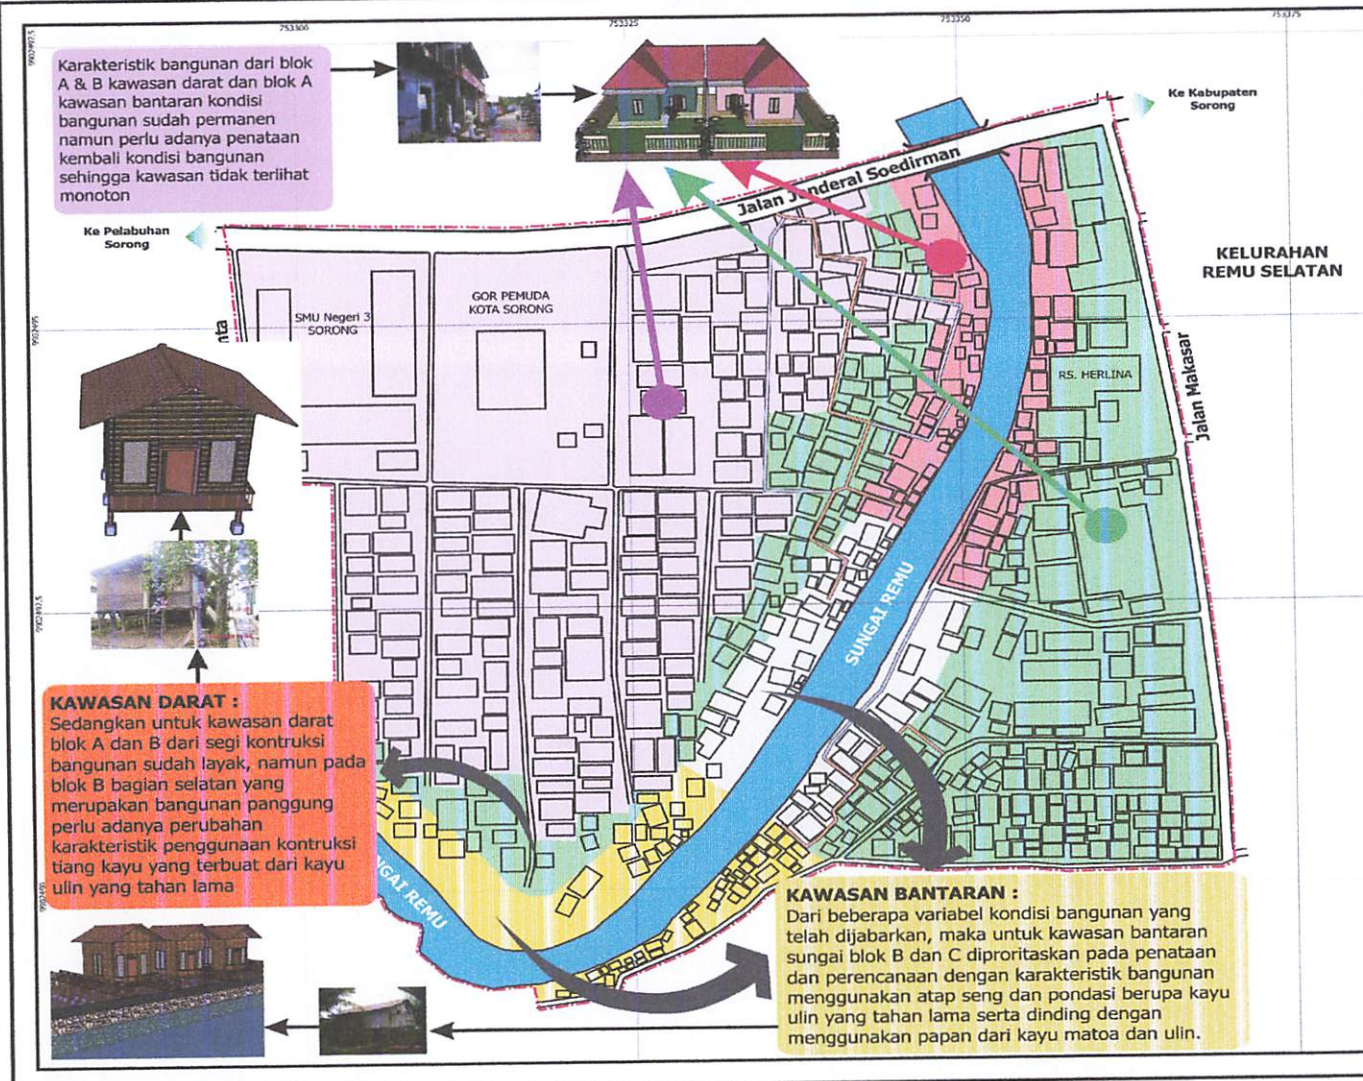 753300
753325
753350
753375
Karakteristik bangunan dari blok
A & B kawasan darat dan blok A
kawasan bantaran kondisi
bangunan sudah permanen
namun perlu adanya penataan
kembali kondisi bangunan
sehingga kawasan tidak terlihat
monoton
Ke Kabupaten
Sorong
Jalan Jenderal Soedirman
Ke Pelabuhan
Sorong
KELURAHAN
REMU SELATAN
SMU Negeri 3
SORONG
GOR PEMUDA
KOTA SORONG
RS. HERLINA
Jalan Makasar
SUNGAI REMU
KAWASAN DARAT :
Sedangkan untuk kawasan darat
blok A dan B dari segi kontruksi
bangunan sudah layak, namun pada
blok B bagian selatan yang
merupakan bangunan panggung
perlu adanya perubahan
karakteristik penggunaan kontruksi
tiang kayu yang terbuat dari kayu
ulin yang tahan lama
NGAI REMU
KAWASAN BANTARAN :
Dari beberapa variabel kondisi bangunan yang
telah dijabarkan, maka untuk kawasan bantaran
sungai blok B dan C diproritaskan pada penataan
dan perencanaan dengan karakteristik bangunan
menggunakan atap seng dan pondasi berupa kayu
ulin yang tahan lama serta dinding dengan
menggunakan papan dari kayu matoa dan ulin.